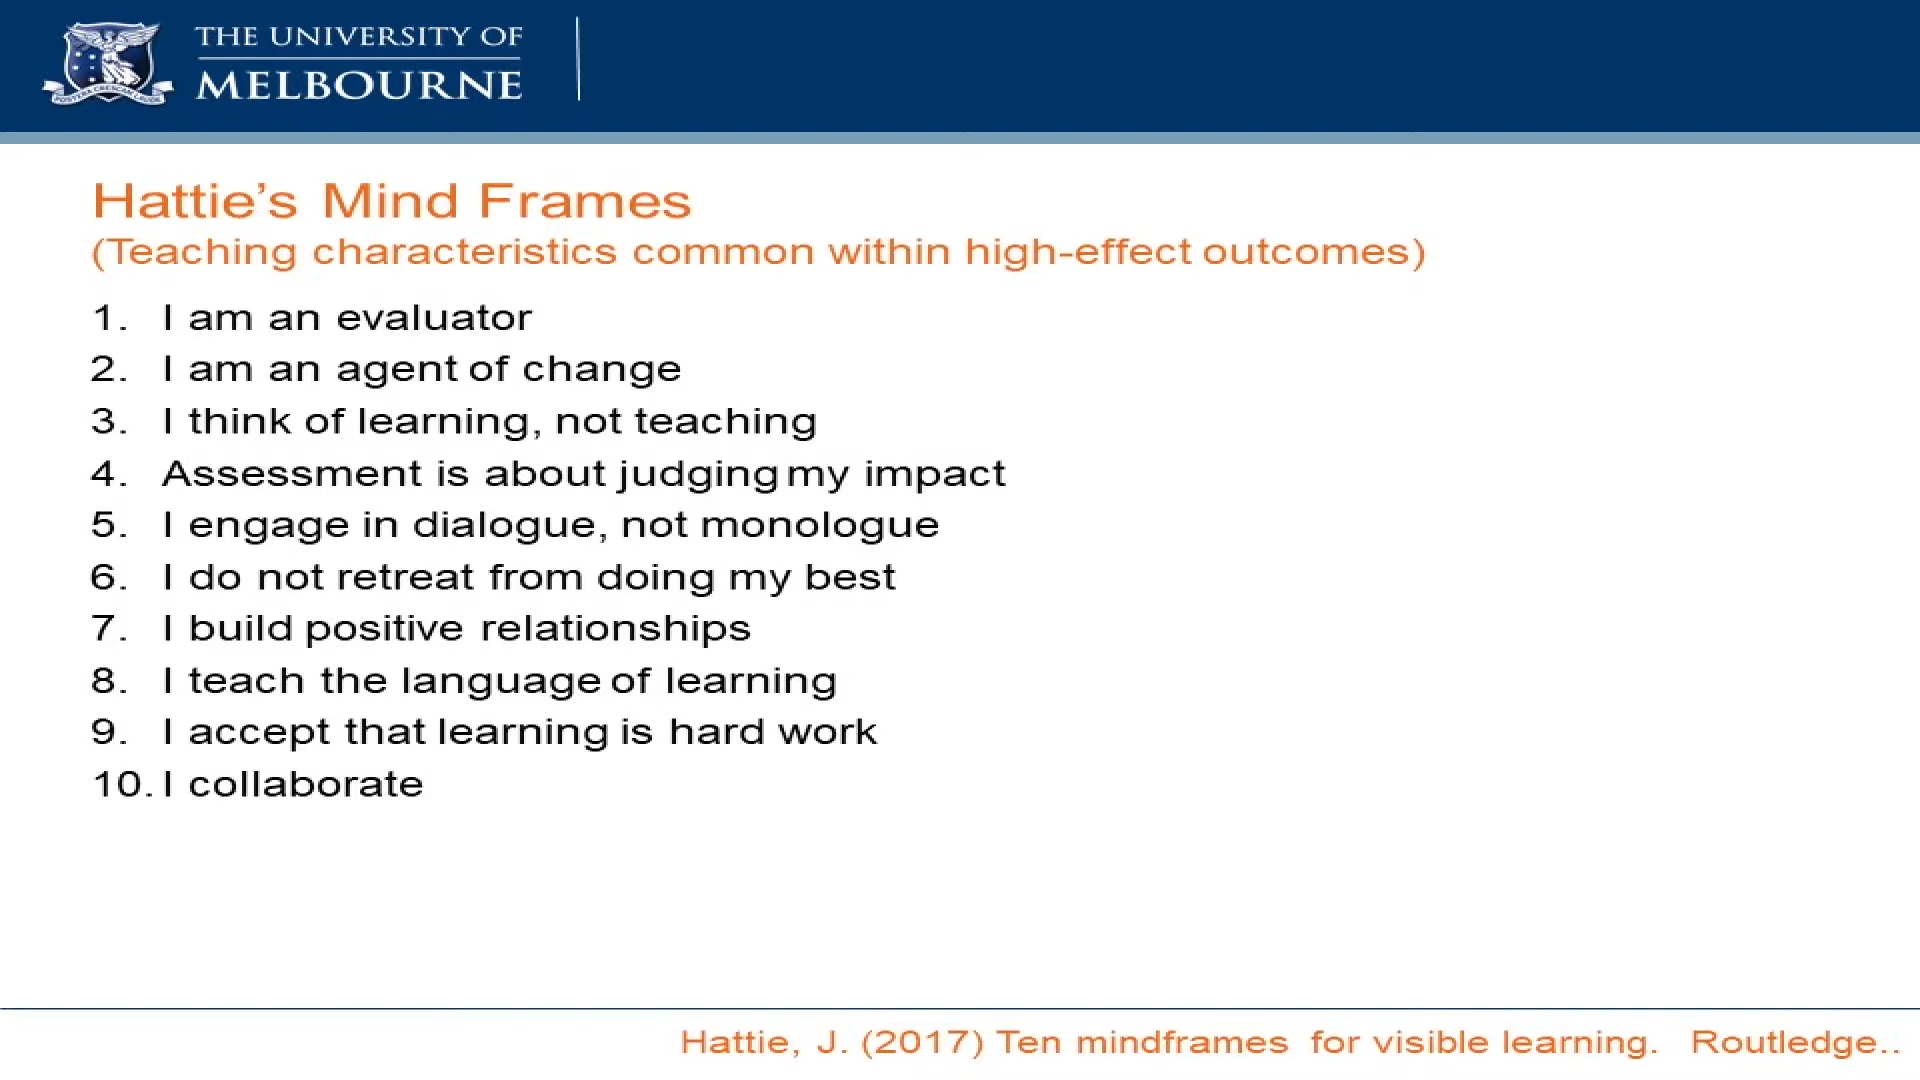 THE UNIVERSITY OF
MELBOURNE
Hattie’s Mind Frames
(Teaching characteristics common within high-effect outcomes)
1. I am an evaluator
2. I am an agent of change
3. I think of learning, not teaching
4. Assessment is about judging my impact
5. I engage in dialogue, not monologue
6. I do not retreat from doing my best
7. I build positive relationships
8. I teach the language of learning
9. I accept that learning is hard work
10. I collaborate
Hattie, J. (2017) Ten mindframes for visible learning. Routledge..